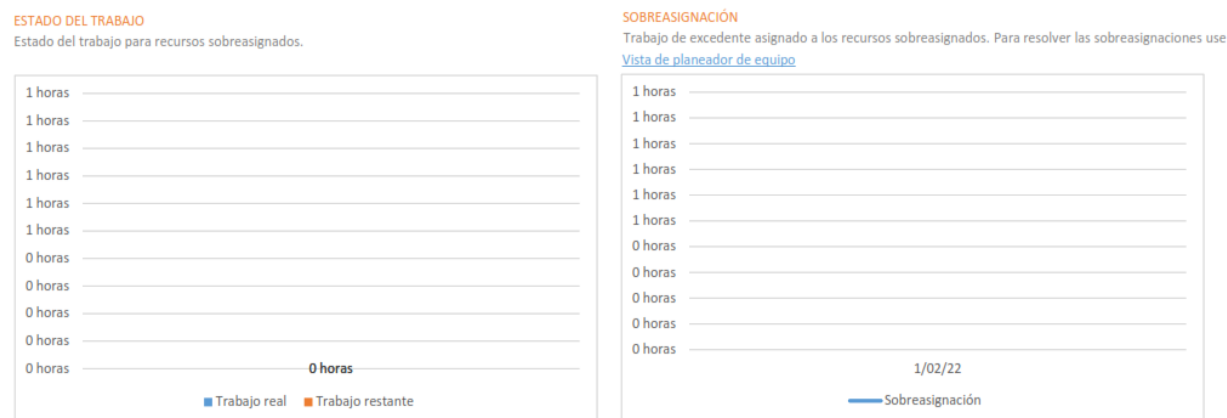 ESTADO DEL TRABAJO
Estado del trabajo para recursos sobreasignados.
1 horas
1 horas
1 horas
1 horas
1 horas
1 horas
0 horas
0 horas
0 horas
0 horas
0 horas
0 horas
Trabajo real Trabajo restante
SOBREASIGNACIÓN
Trabajo de excedente asignado a los recursos sobreasignados. Para resolver las sobreasignaciones use
Vista de planeador de equipo
1 horas
1 horas
1 horas
1 horas
1 horas
1 horas
0 horas
0 horas
0 horas
0 horas
0 horas
1/02/22
Sobreasignación